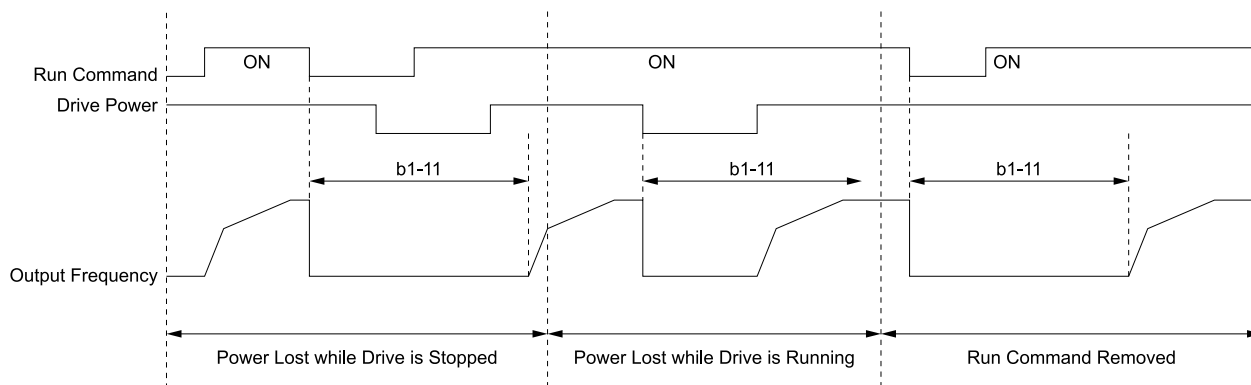 Run Command
ON
ON
ON
Drive Power
b1-11
b1-11
b1-11
Output Frequency
Power Lost while Drive is Stopped
Power Lost while Drive is Running
Run Command Removed